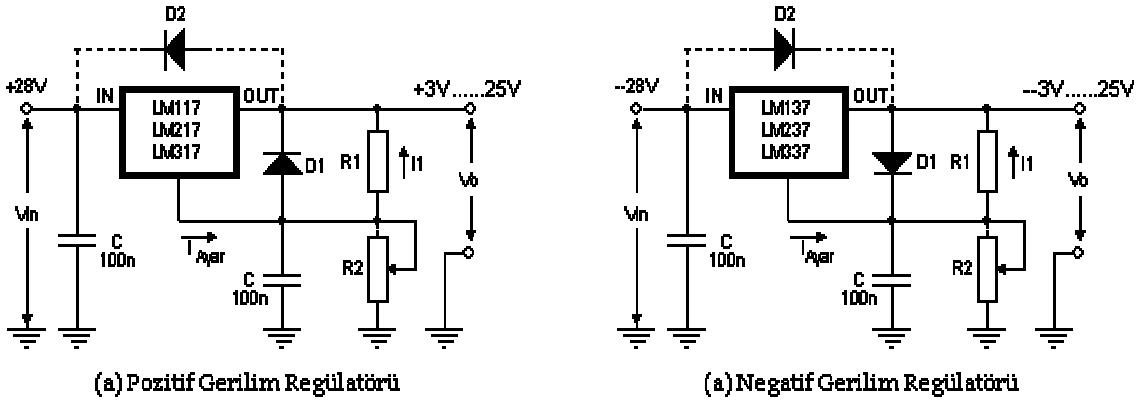 D2
+28V
IN
LM117
LM217
LM317
OUT
+3V......25V
D1
R1
I1
Vin
Vo
C
100n
I Ayar
C
100n
R2
(a) Pozitif Gerilim Regülatörü
D2
--28V
IN
LM137
LM237
LM337
OUT
--3V......25V
D1
R1
I1
Vin
Vo
C
100n
I Ayar
C
100n
R2
(a) Negatif Gerilim Regülatörü